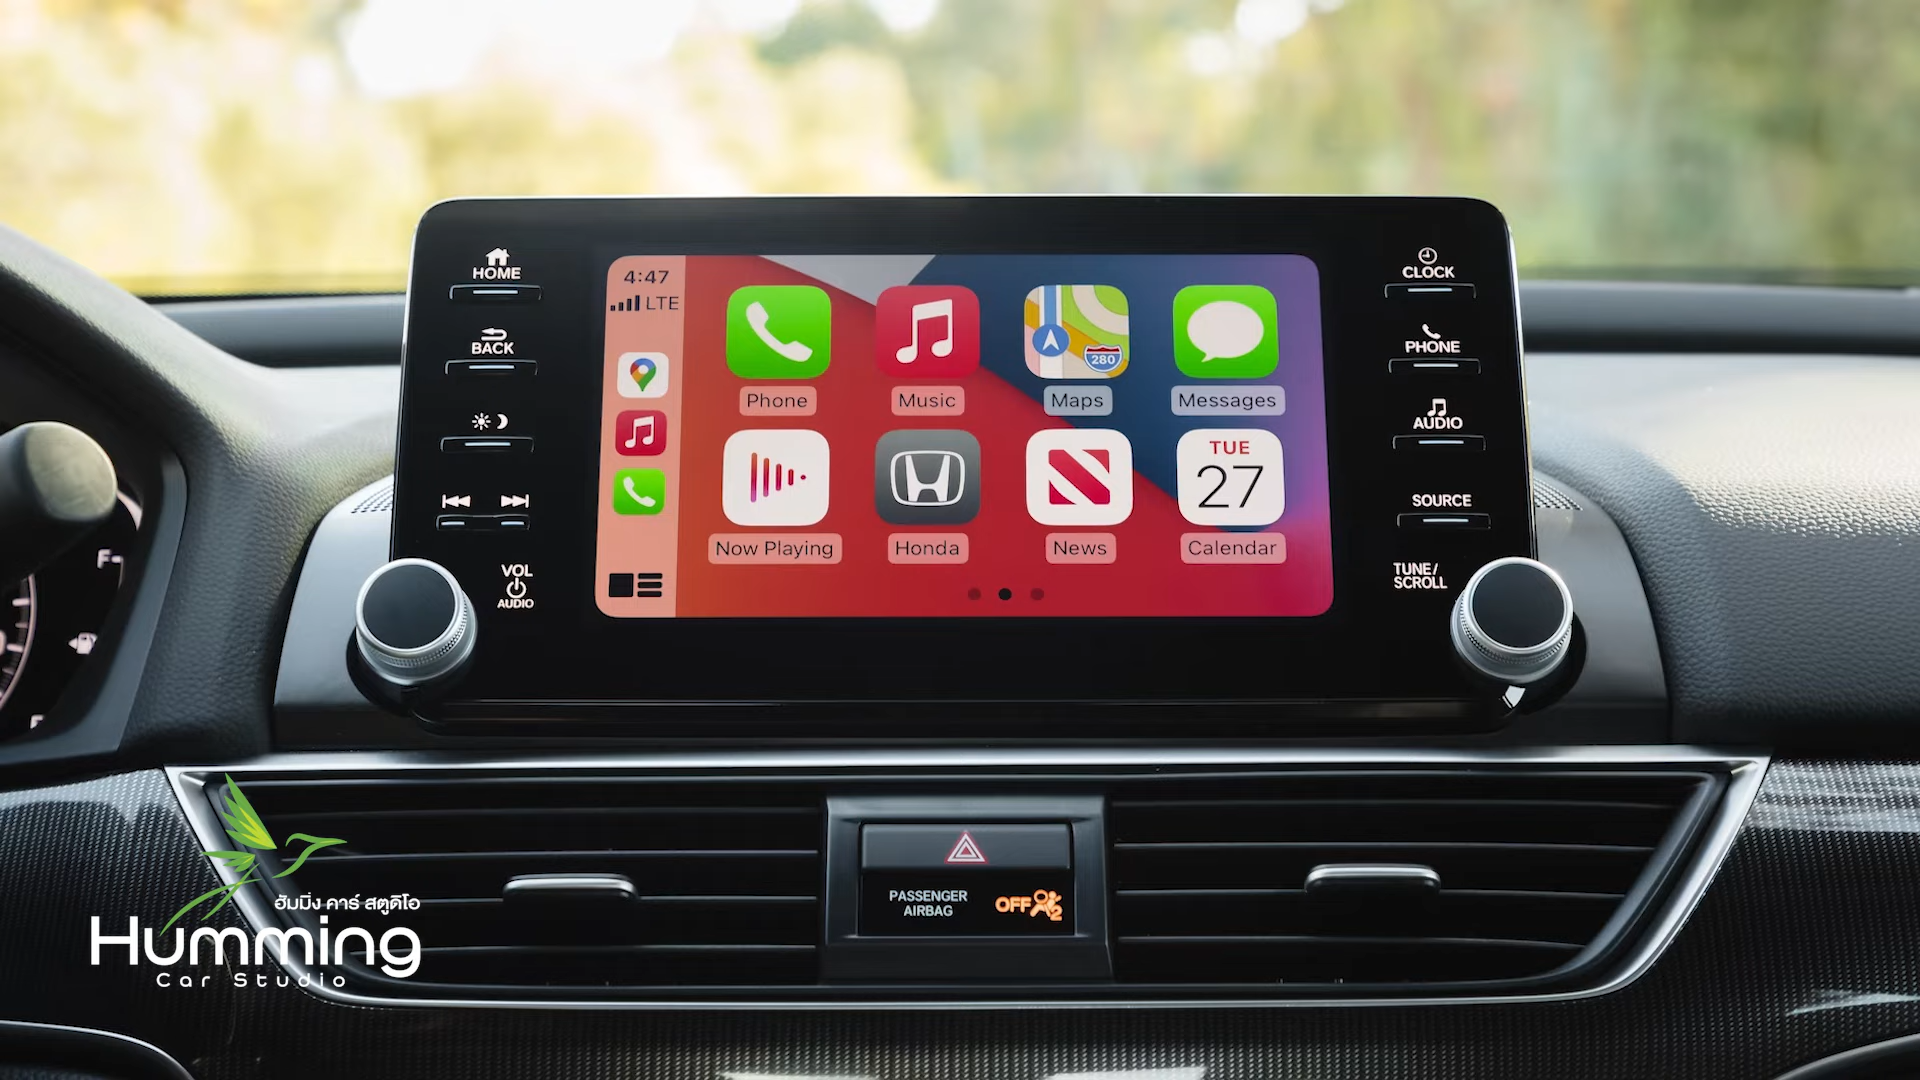 HOME
BACK
VOL
AUDIO
4:47
LTE
280
Phone
Music
Maps
Messages
TUE
27
Now Playing
Honda
News
Calendar
CLOCK
PHONE
AUDIO
SOURCE
TUNE/
SCROLL
F
PASSENGER
AIRBAG
OFF
2
ฮัมมิ่ง คาร์ สตูดิโอ
Humming
Car Studio